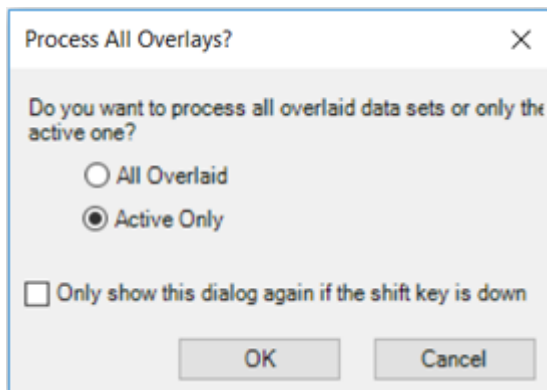 Process All Overlays?
Do you want to process all overlaid data sets or only the
active one?
All Overlaid
Active Only
Only show this dialog again if the shift key is down
OK
Cancel